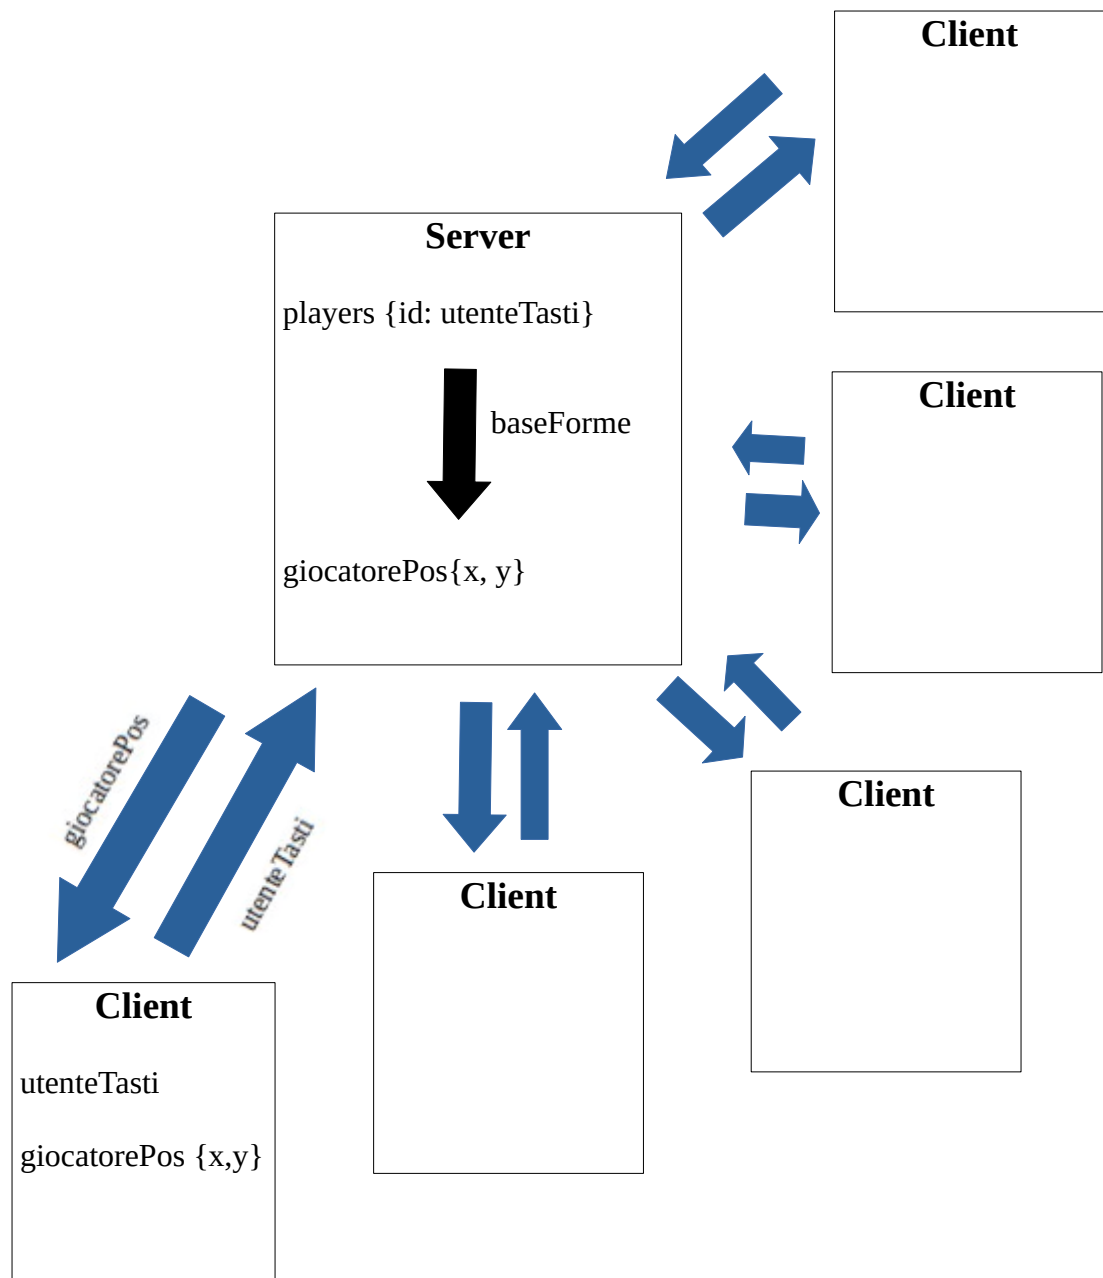 Client
Server
players {id: utenteTasti}
baseForme
giocatorePos{x, y}
Client
giocatorePos
utenteTasti
Client
Client
Client
utenteTasti
giocatorePos {x,y}